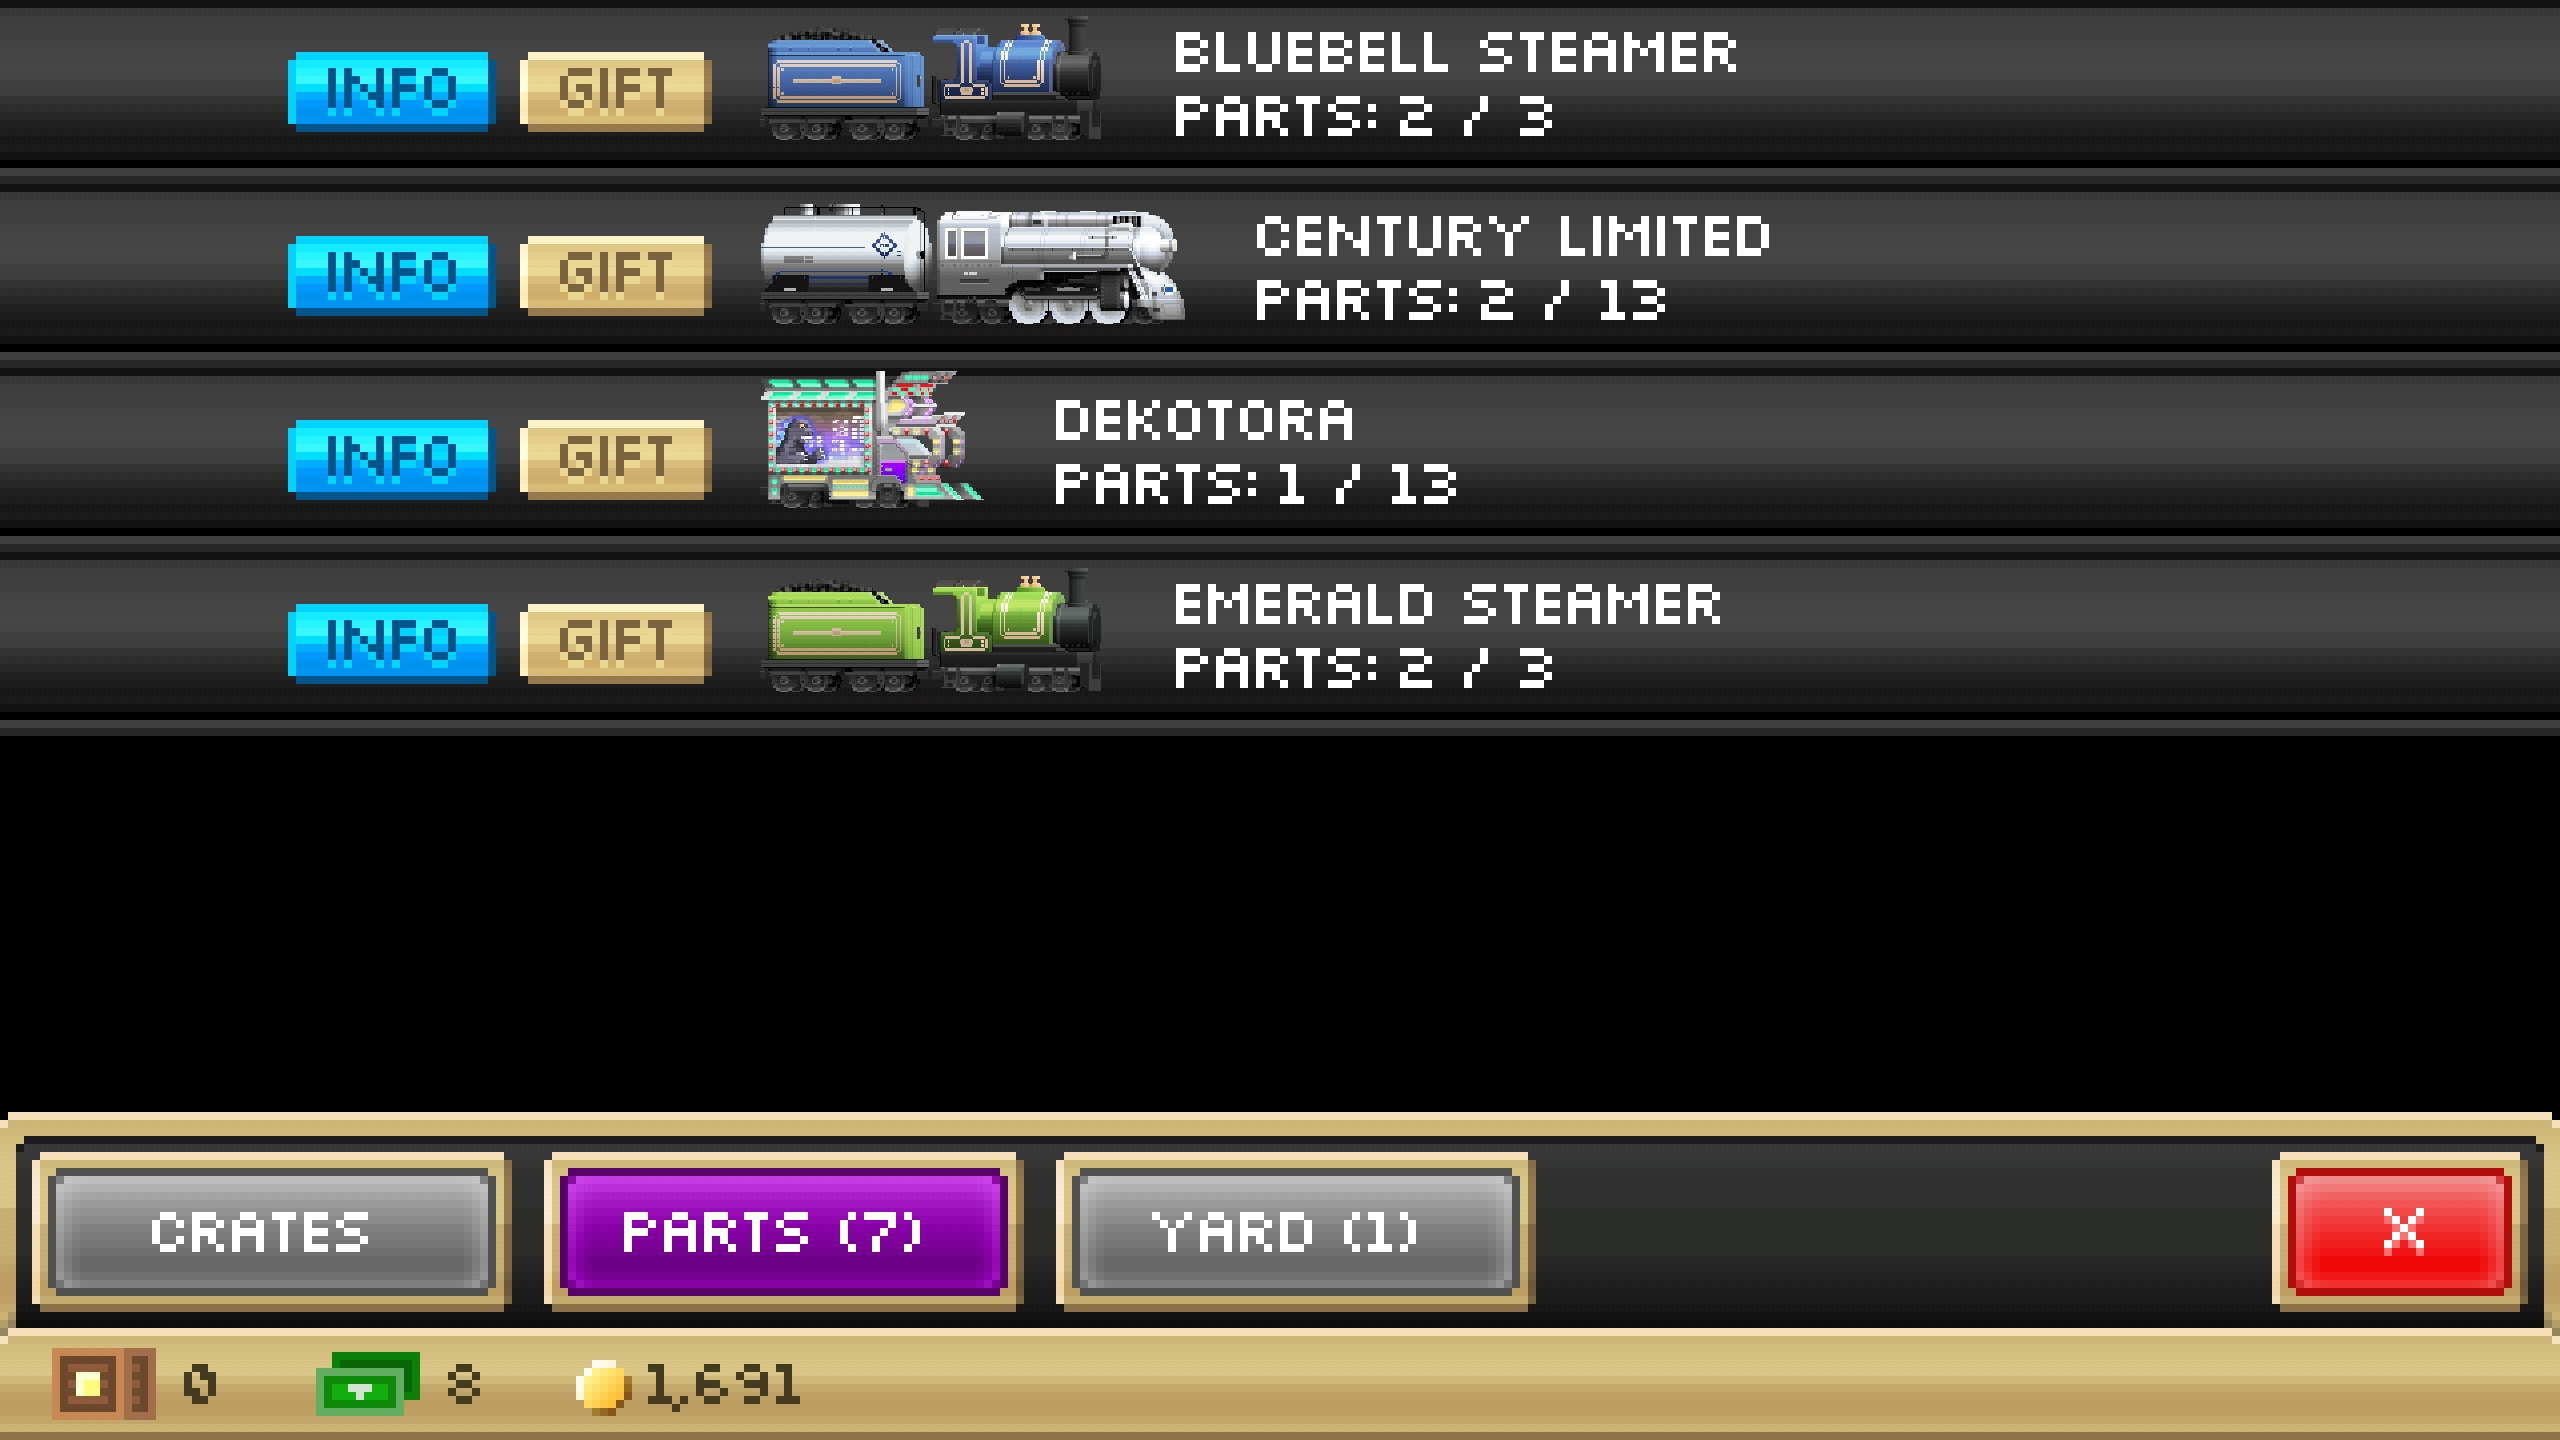 INFO GIFT BLUEBELL STEAMER
PARTS: 2 / 3
INFO GIFT CENTURY LIMITED
PARTS: 2 / 13
INFO GIFT DEKOTORA
PARTS: 1 / 13
INFO GIFT EMERALD STEAMER
PARTS: 2 / 3
CRATES PARTS (7) YARD (1) X
0 8 1,691